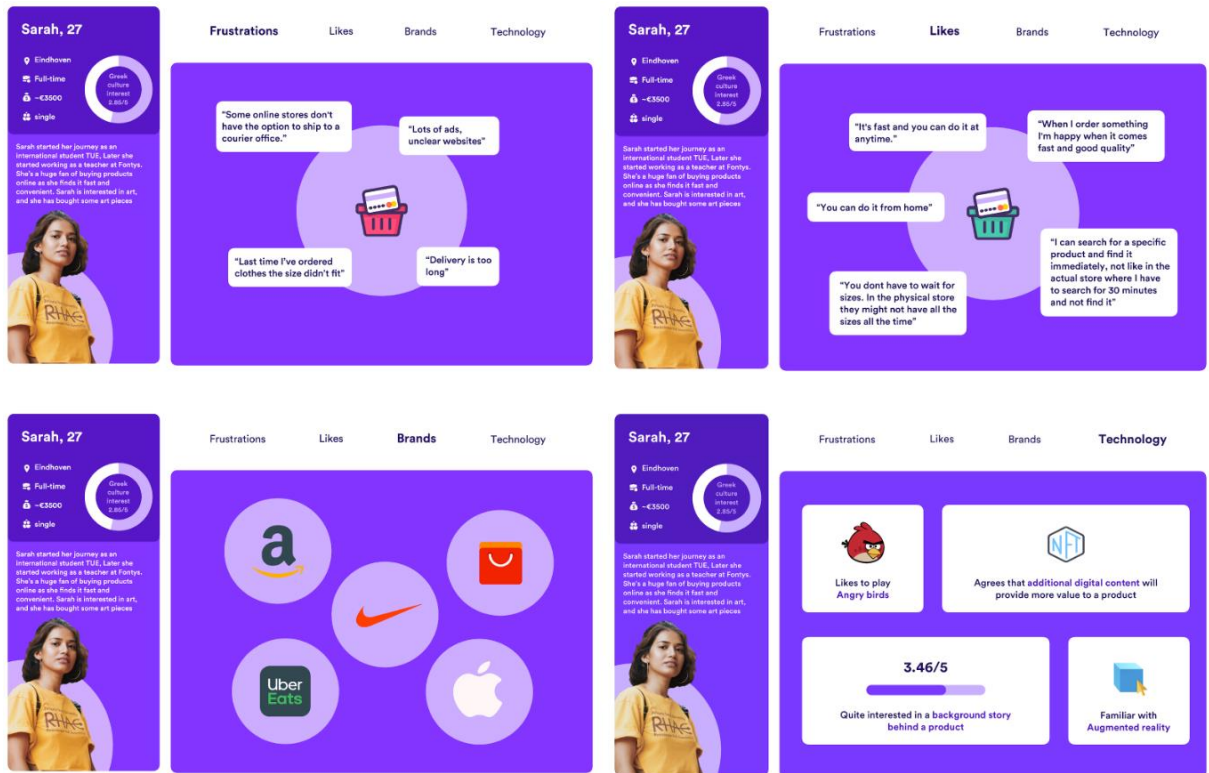 Sarah, 27
Eindhoven
Full-time
~€3500
single
Greek
culture
interest
2.85/5
Sarah started her journey as an
international student TUE, Later she
started working as a teacher at Fontys.
She's a huge fan of buying products
online as she finds it fast and
convenient. Sarah is interested in art,
and she has bought some art pieces
RHAC
Frustrations Likes Brands Technology
"Some online stores don't
have the option to ship to a
courier office."
"Lots of ads,
unclear websites"
"Last time I've ordered
clothes the size didn't fit"
"Delivery is too
long"
Sarah, 27
Eindhoven
Full-time
~€3500
single
Greek
culture
interest
2.85/5
Sarah started her journey as an
international student TUE, Later she
started working as a teacher at Fontys.
She's a huge fan of buying products
online as she finds it fast and
convenient. Sarah is interested in art,
and she has bought some art pieces
RHAC
Frustrations Likes Brands Technology
"It's fast and you can do it at
anytime."
"When I order something
I'm happy when it comes
fast and good quality"
"You can do it from home"
"I can search for a specific
product and find it
immediately, not like in the
actual store where I have
to search for 30 minutes
and not find it"
"You dont have to wait for
sizes. In the physical store
they might not have all the
sizes all the time"
Sarah, 27
Eindhoven
Full-time
~€3500
single
Greek
culture
interest
2.85/5
Sarah started her journey as an
international student TUE, Later she
started working as a teacher at Fontys.
She's a huge fan of buying products
online as she finds it fast and
convenient. Sarah is interested in art,
and she has bought some art pieces
RHAC
Frustrations Likes Brands Technology
a
Uber
Eats
Sarah, 27
Eindhoven
Full-time
~€3500
single
Greek
culture
interest
2.85/5
Sarah started her journey as an
international student TUE, Later she
started working as a teacher at Fontys.
She's a huge fan of buying products
online as she finds it fast and
convenient. Sarah is interested in art,
and she has bought some art pieces
RHAC
Frustrations Likes Brands Technology
Likes to play
Angry birds
NFT
Agrees that additional digital content will
provide more value to a product
3.46/5
Quite interested in a background story
behind a product
Familiar with
Augmented reality